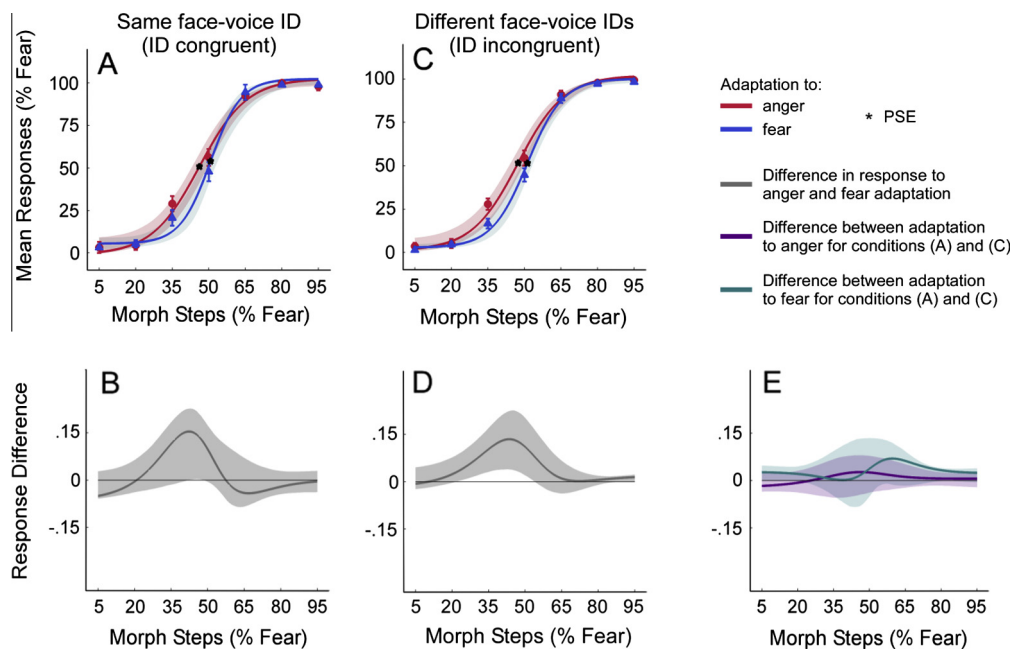 Same face-voice ID
(ID congruent)
Different face-voice IDs
(ID incongruent)
A
Mean Responses (% Fear)
100
75
50
25
0
5 20 35 50 65 80 95
Morph Steps (% Fear)
C
100
75
50
25
0
5 20 35 50 65 80 95
Morph Steps (% Fear)
Adaptation to:
anger
fear
* PSE
Difference in response to
anger and fear adaptation
Difference between adaptation
to anger for conditions (A) and (C)
Difference between adaptation
to fear for conditions (A) and (C)
B
Response Difference
.15
0
-.15
5 20 35 50 65 80 95
Morph Steps (% Fear)
D
.15
0
-.15
5 20 35 50 65 80 95
Morph Steps (% Fear)
E
.15
0
-.15
5 20 35 50 65 80 95
Morph Steps (% Fear)